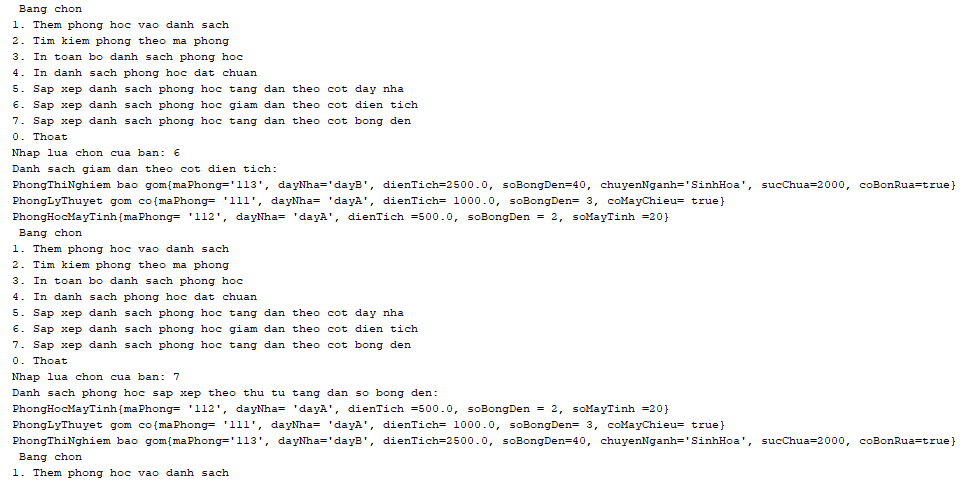 Bang chon
1. Them phong hoc vao danh sach
2. Tim kiem phong theo ma phong
3. In toan bo danh sach phong hoc
4. In danh sach phong hoc dat chuan
5. Sap xep danh sach phong hoc tang dan theo cot day nha
6. Sap xep danh sach phong hoc giam dan theo cot dien tich
7. Sap xep danh sach phong hoc tang dan theo cot bong den
0. Thoat
Nhap lua chon cua ban: 6
Danh sach giam dan theo cot dien tich:
PhongThiNghiem bao gom{maPhong='113', dayNha='dayB', dienTich=2500.0, soBongDen=40, chuyenNganh='SinhHoa', sucChua=2000, coBonRua=true}
PhongLyThuyet gom co{maPhong= '111', dayNha= 'dayA', dienTich= 1000.0, soBongDen= 3, coMayChieu= true}
PhongHocMayTinh{maPhong= '112', dayNha= 'dayA', dienTich =500.0, soBongDen = 2, soMayTinh =20}
Bang chon
1. Them phong hoc vao danh sach
2. Tim kiem phong theo ma phong
3. In toan bo danh sach phong hoc
4. In danh sach phong hoc dat chuan
5. Sap xep danh sach phong hoc tang dan theo cot day nha
6. Sap xep danh sach phong hoc giam dan theo cot dien tich
7. Sap xep danh sach phong hoc tang dan theo cot bong den
0. Thoat
Nhap lua chon cua ban: 7
Danh sach phong hoc sap xep theo thu tu tang dan so bong den:
PhongHocMayTinh{maPhong= '112', dayNha= 'dayA', dienTich =500.0, soBongDen = 2, soMayTinh =20}
PhongLyThuyet gom co{maPhong= '111', dayNha= 'dayA', dienTich= 1000.0, soBongDen= 3, coMayChieu= true}
PhongThiNghiem bao gom{maPhong='113', dayNha='dayB', dienTich=2500.0, soBongDen=40, chuyenNganh='SinhHoa', sucChua=2000, coBonRua=true}
Bang chon
1. Them phong hoc vao danh sach